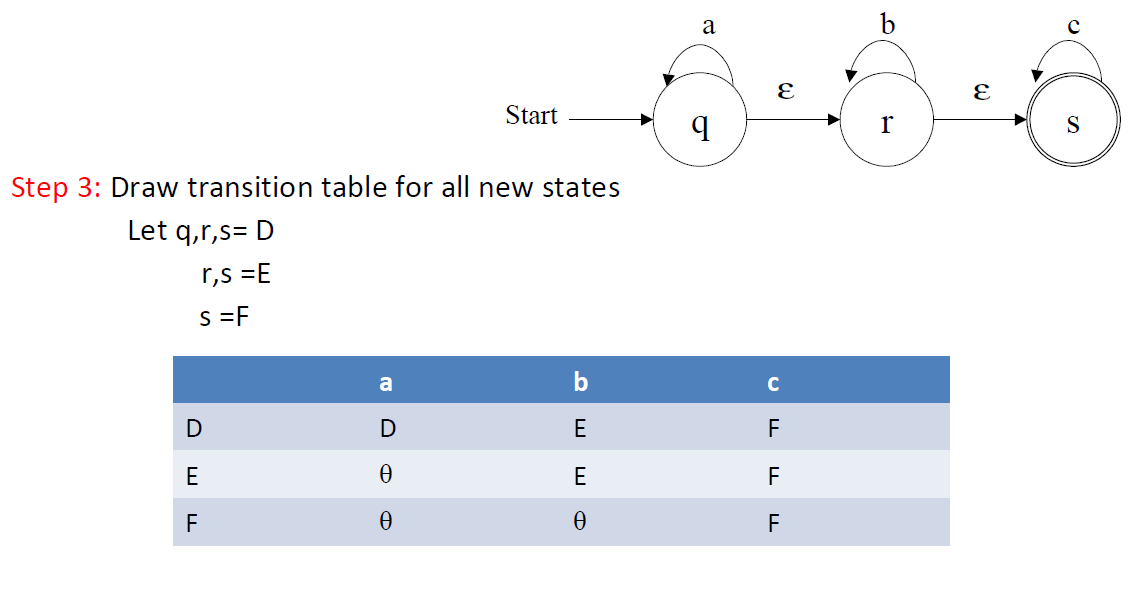 a b c
ε ε
Start q r s
Step 3: Draw transition table for all new states
Let q,r,s= D
r,s =E
s =F
a b c
D D E F
E θ E F
F θ θ F